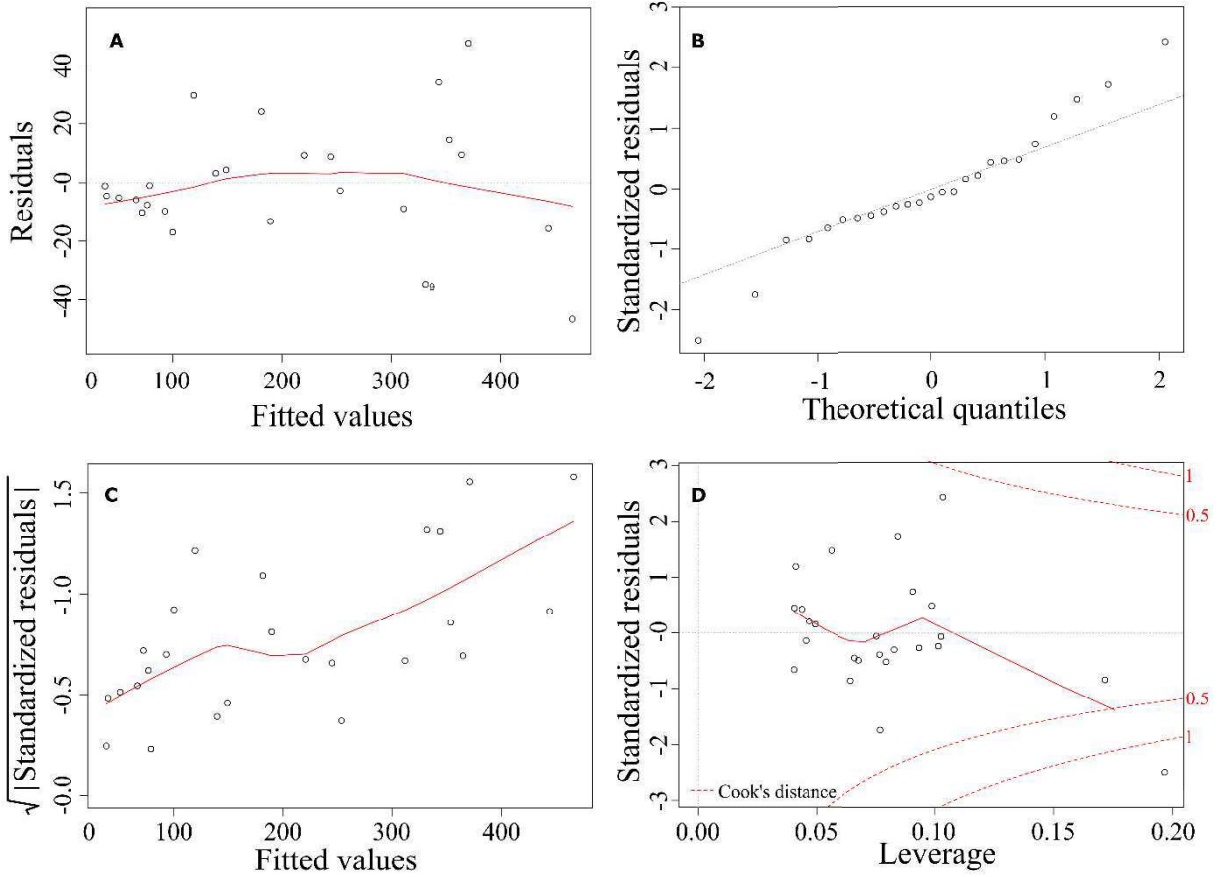 A
Residuals
40
20
-0
-20
-40
0 100 200 300 400
Fitted values
B
Standardized residuals
3
2
1
0
-1
-2
-2 -1 0 1 2
Theoretical quantiles
C
√|Standardized residuals|
1.5
-1.0
-0.5
-0.0
0 100 200 300 400
Fitted values
D
Standardized residuals
3
2
1
-0
-1
-2
-3
1
0.5
0.5
1
Cook's distance
0.00 0.05 0.10 0.15 0.20
Leverage